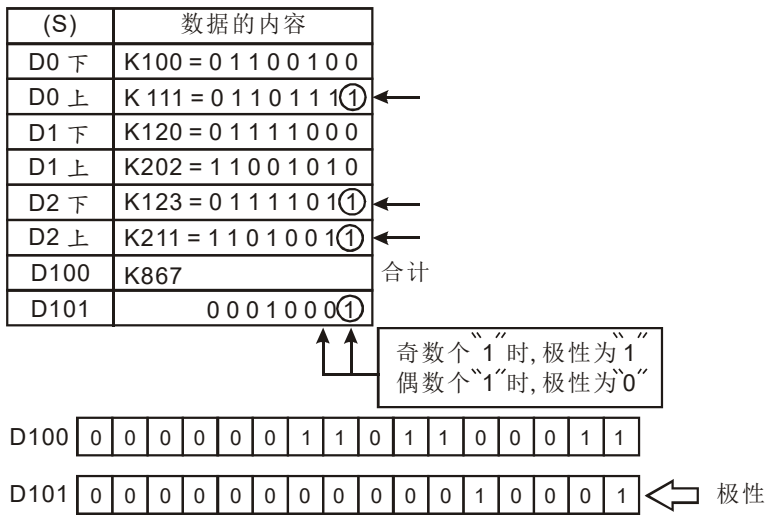 (S) 数据的内容
D0 下 K100 = 0 1 1 0 0 1 0 0
D0 上 K 111 = 0 1 1 0 1 1 1 1
D1 下 K120 = 0 1 1 1 1 0 0 0
D1 上 K202 = 1 1 0 0 1 0 1 0
D2 下 K123 = 0 1 1 1 1 0 1 1
D2 上 K211 = 1 1 0 1 0 0 1 1
D100 K867 合计
D101 0 0 0 1 0 0 0 1
奇数个“1”时,极性为“1”
偶数个“1”时,极性为“0”
D100 0 0 0 0 0 0 1 1 0 1 1 0 0 0 1 1
D101 0 0 0 0 0 0 0 0 0 0 0 1 0 0 0 1 极性